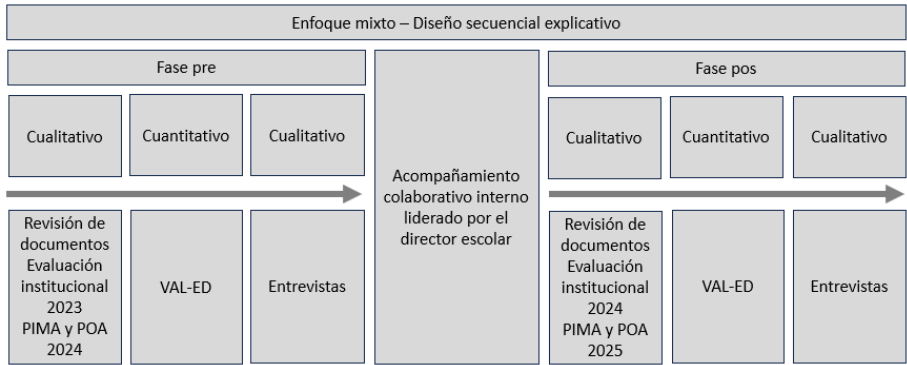 Enfoque mixto – Diseño secuencial explicativo
Fase pre
Cualitativo
Cuantitativo
Cualitativo
Revisión de
documentos
Evaluación
institucional
2023
PIMA y POA
2024
VAL-ED
Entrevistas
Acompañamiento
colaborativo interno
liderado por el
director escolar
Fase pos
Cualitativo
Cuantitativo
Cualitativo
Revisión de
documentos
Evaluación
institucional
2024
PIMA y POA
2025
VAL-ED
Entrevistas